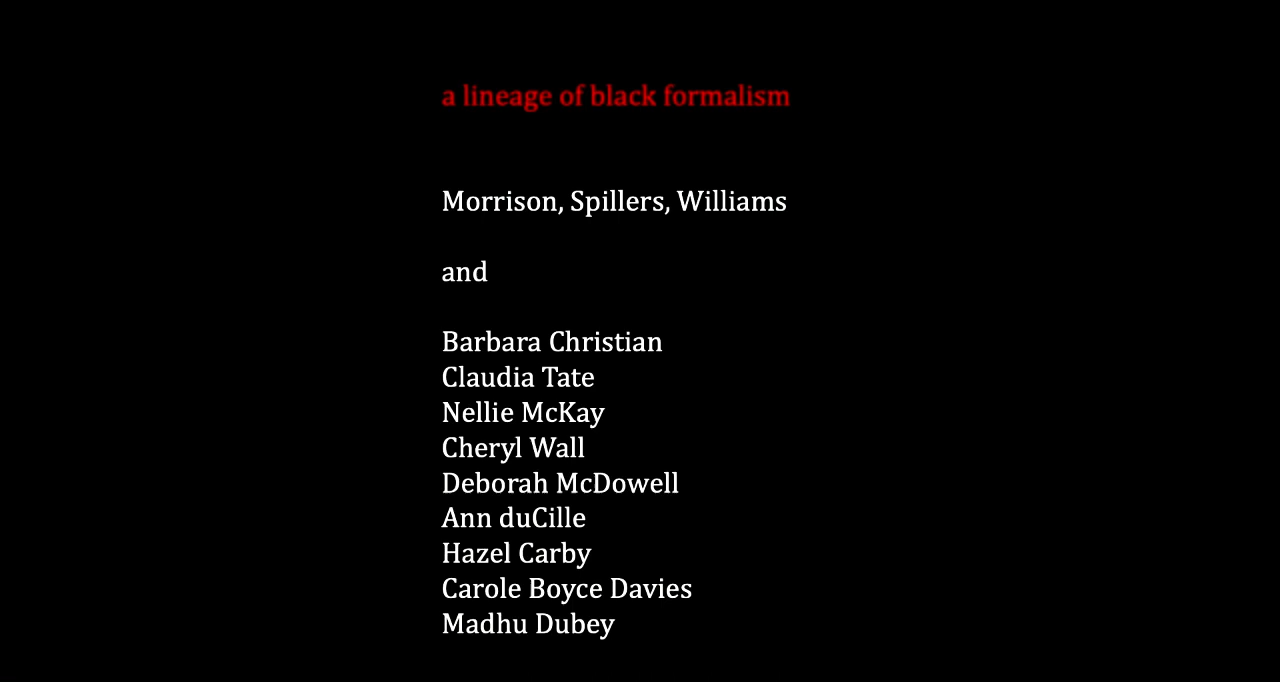 a lineage of black formalism
Morrison, Spillers, Williams
and
Barbara Christian
Claudia Tate
Nellie McKay
Cheryl Wall
Deborah McDowell
Ann duCille
Hazel Carby
Carole Boyce Davies
Madhu Dubey